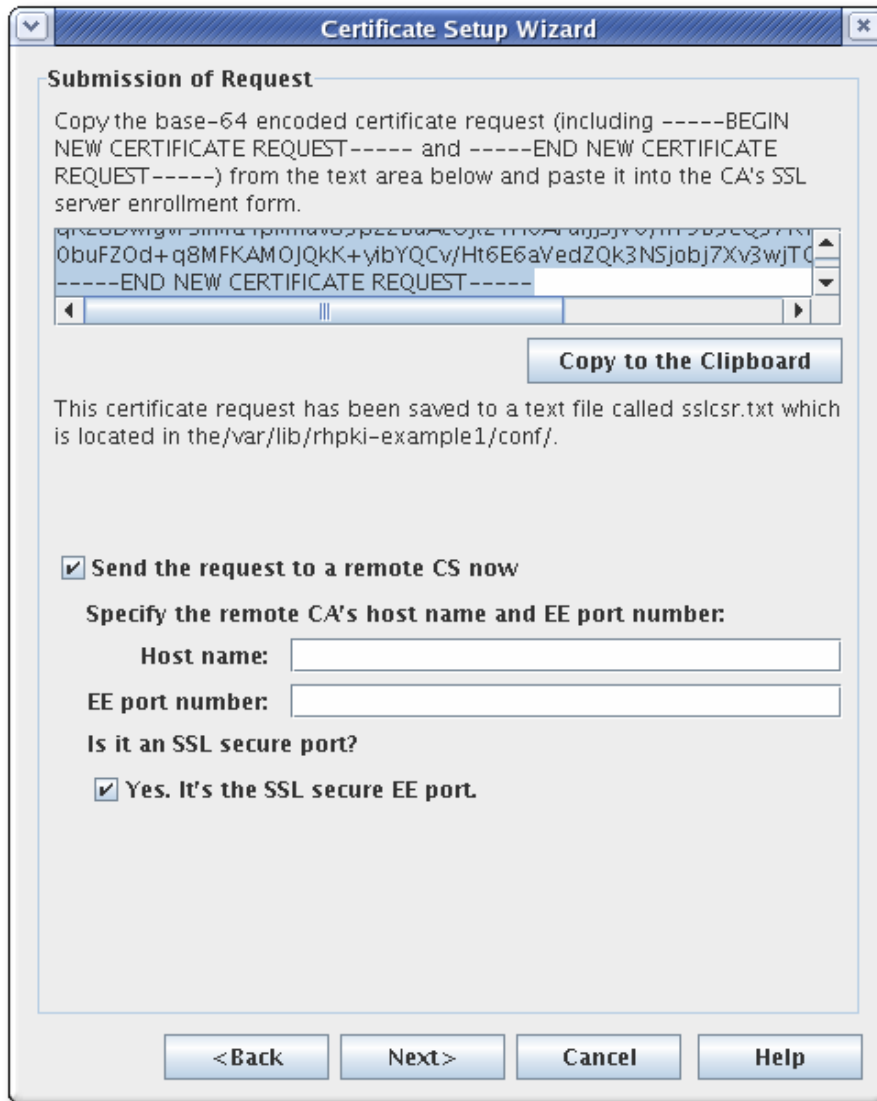 Certificate Setup Wizard
Submission of Request
Copy the base-64 encoded certificate request (including -----BEGIN
NEW CERTIFICATE REQUEST----- and -----END NEW CERTIFICATE
REQUEST-----) from the text area below and paste it into the CA's SSL
server enrollment form.
0buFZOd+q8MFKAMOJQkK+yibYQCv/Ht6E6aVedZQk3NSjobj7Xv3wjTC
-----END NEW CERTIFICATE REQUEST-----
Copy to the Clipboard
This certificate request has been saved to a text file called sslcsr.txt which
is located in the/var/lib/rhpki-example1/conf/.
Send the request to a remote CS now
Specify the remote CA's host name and EE port number:
Host name:
EE port number:
Is it an SSL secure port?
Yes. It's the SSL secure EE port.
<Back Next> Cancel Help